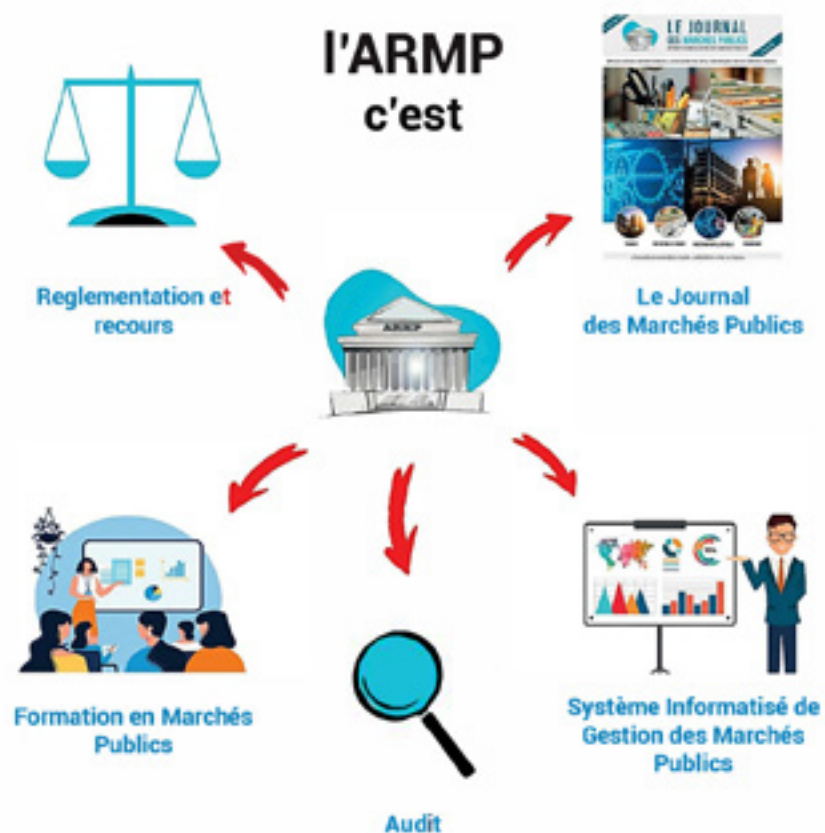 l'ARMP
c'est
LE JOURNAL
DES MARCHÉS PUBLICS
Reglementation et
recours
ARMP
Le Journal
des Marchés Publics
Formation en Marchés
Publics
Système Informatisé de
Gestion des Marchés
Publics
Audit